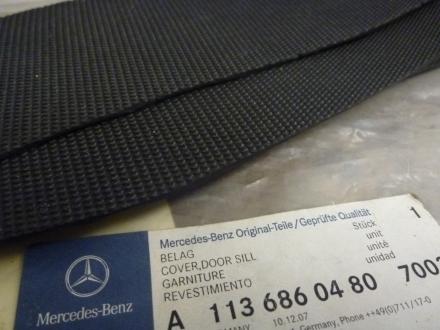 Mercedes-Benz Original-Teile/Geprüfte Qualität
BELAG
COVER,DOOR SILL
GARNITURE
REVESTIMIENTO
Stück 1
unit
unité
unidad
Mercedes-Benz
A 113 686 04 80
10.12.07
Germany, Phone ++49(0)711/17-0